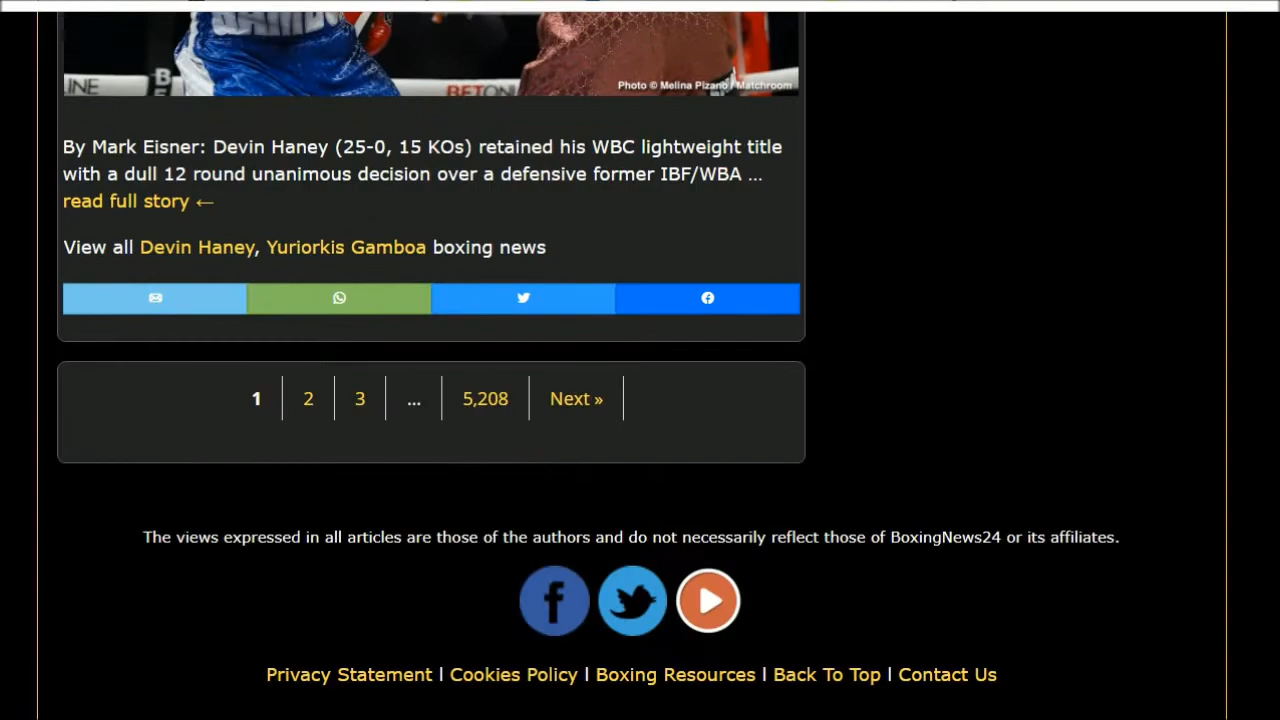 INE
BETONL
Photo © Melina Pizano / Matchroom
By Mark Eisner: Devin Haney (25-0, 15 KOs) retained his WBC lightweight title
with a dull 12 round unanimous decision over a defensive former IBF/WBA ...
read full story ←
View all Devin Haney, Yuriorkis Gamboa boxing news
1 2 3 ... 5,208 Next »
The views expressed in all articles are those of the authors and do not necessarily reflect those of BoxingNews24 or its affiliates.
Privacy Statement | Cookies Policy | Boxing Resources | Back To Top | Contact Us